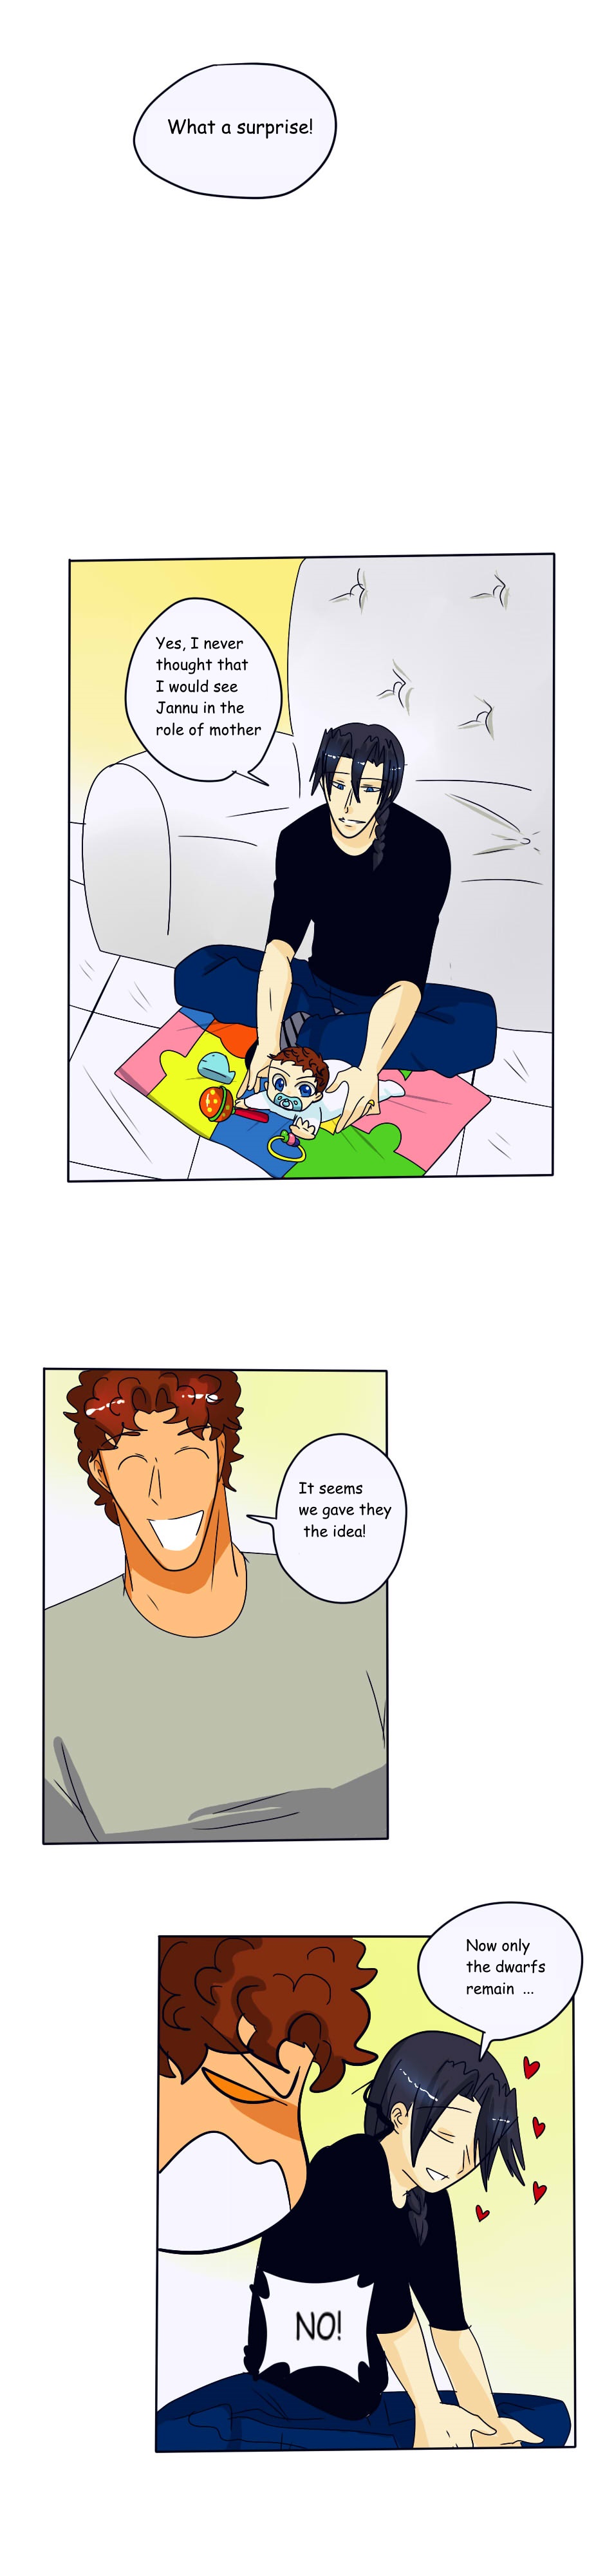 What a surprise!
Yes, I never
thought that
I would see
Jannu in the
role of mother
It seems
we gave they
the idea!
Now only
the dwarfs
remain ...
NO!